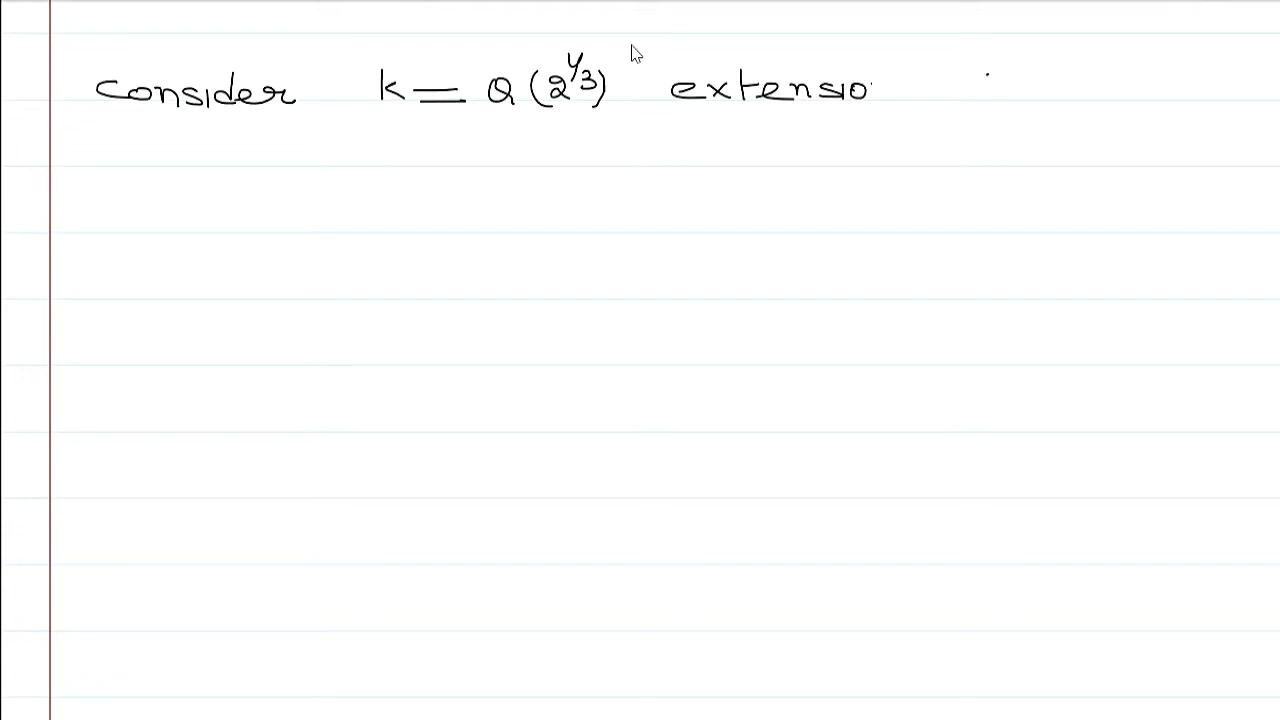 consider k = Q (2^1/3) extensio